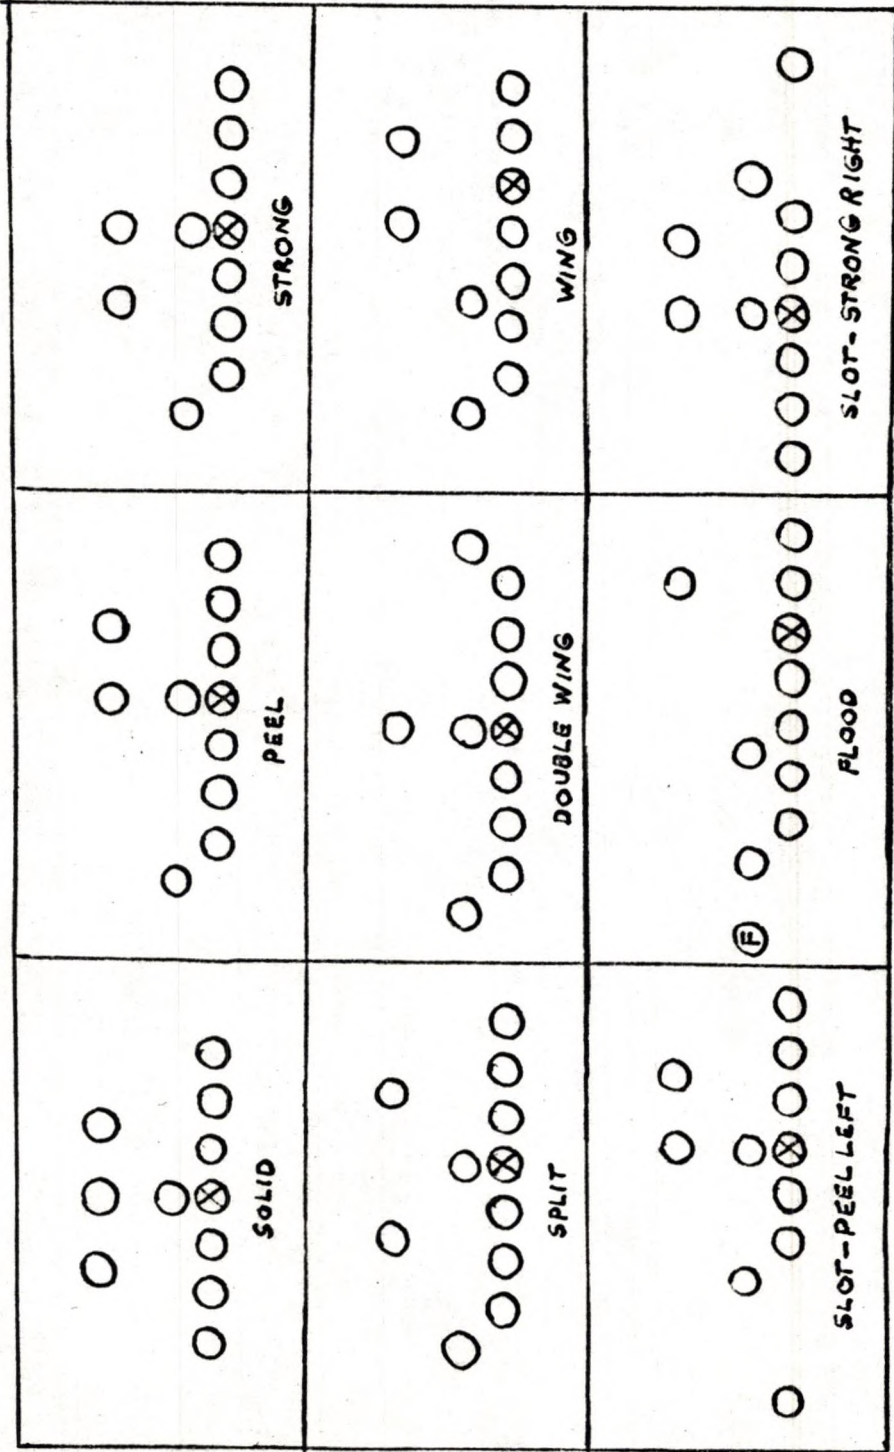 SOLID
PEEL
STRONG
SPLIT
DOUBLE WING
WING
SLOT-PEEL LEFT
F
FLOOD
SLOT-STRONG RIGHT